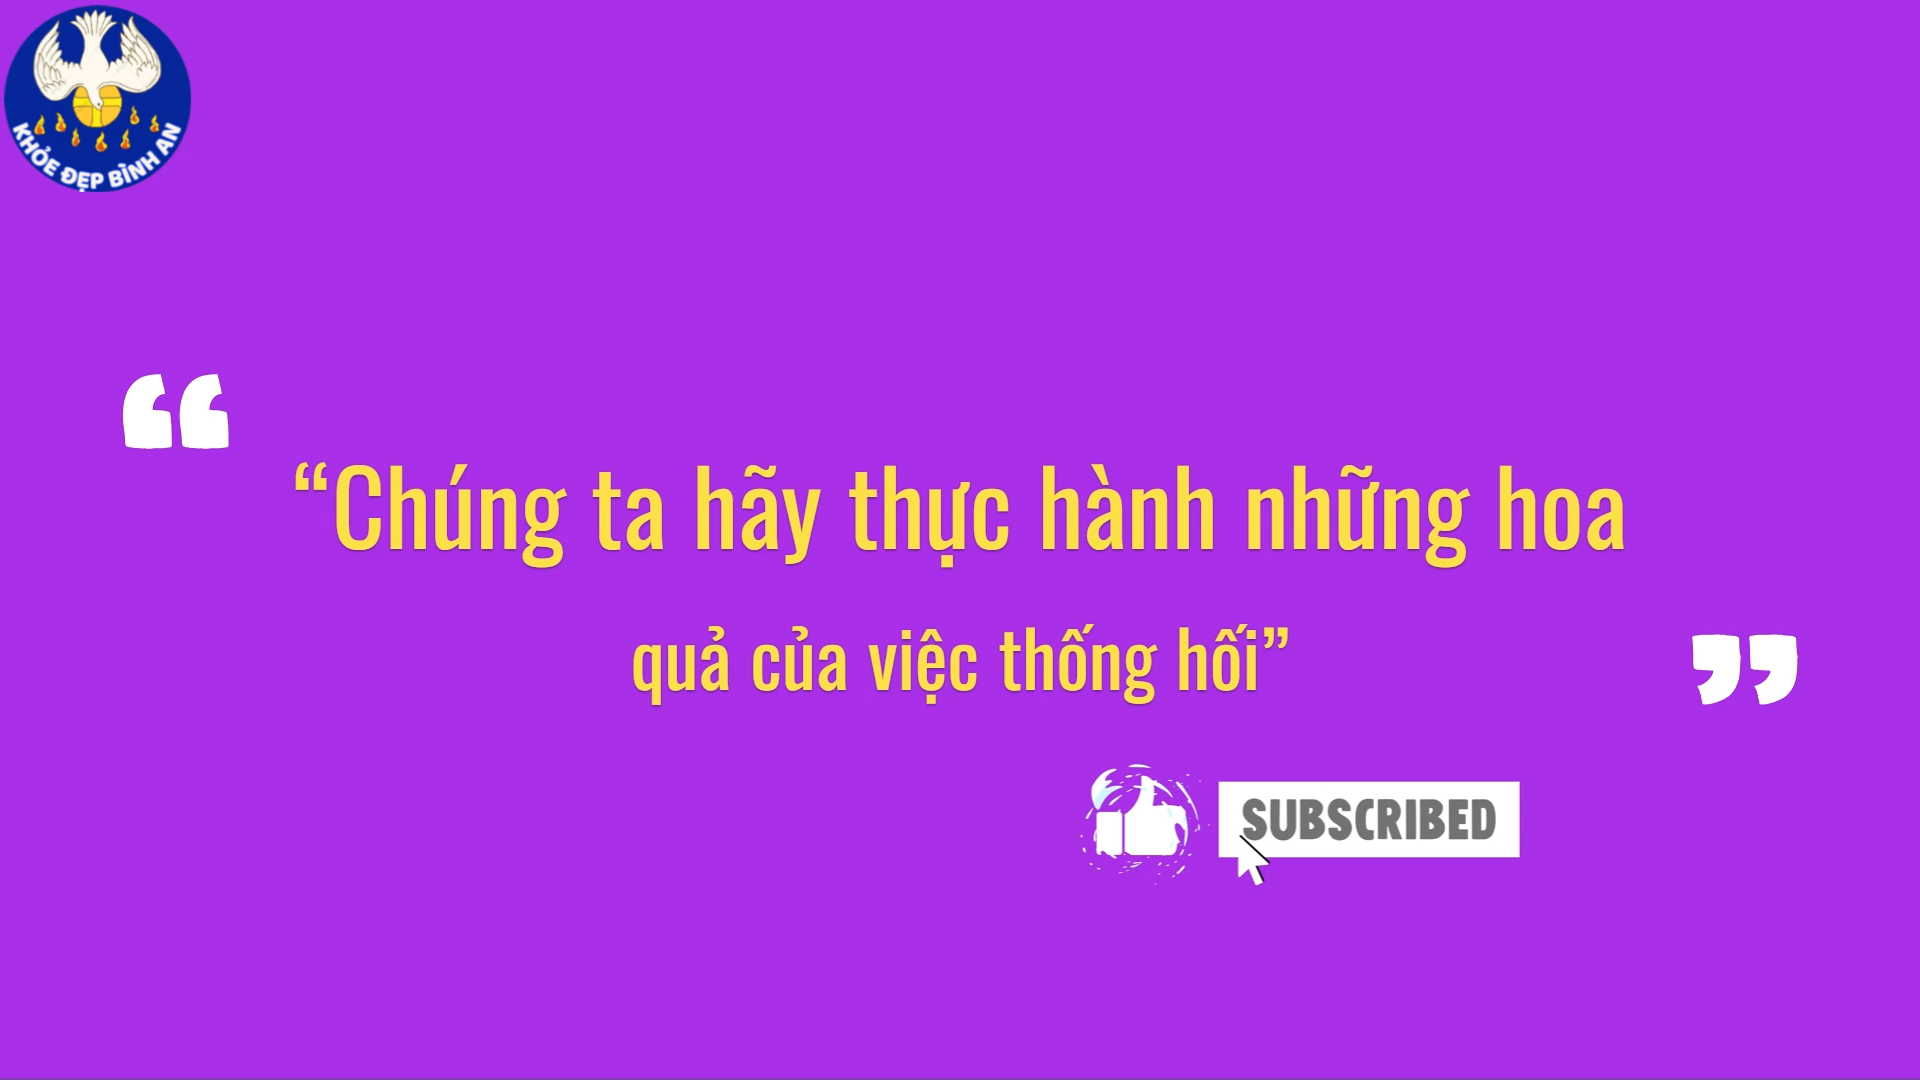 KHỎE ĐẸP BÌNH AN
“
“Chúng ta hãy thực hành những hoa
quả của việc thống hối”
”
SUBSCRIBED